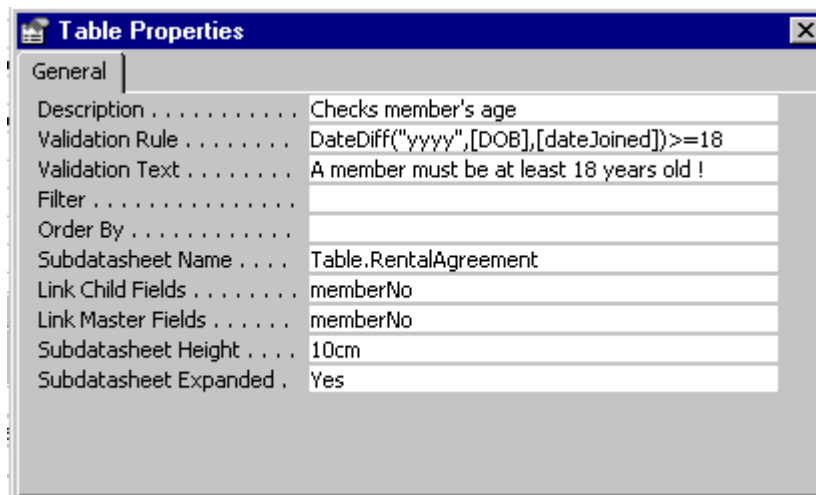 Table Properties
General
Description . . . . . . . . . . . Checks member's age
Validation Rule . . . . . . . . DateDiff("yyyy",[DOB],[dateJoined])>=18
Validation Text . . . . . . . . A member must be at least 18 years old !
Filter . . . . . . . . . . . . . . .
Order By . . . . . . . . . . . .
Subdatasheet Name . . . . Table.RentalAgreement
Link Child Fields . . . . . . . . memberNo
Link Master Fields . . . . . . memberNo
Subdatasheet Height . . . . 10cm
Subdatasheet Expanded . Yes